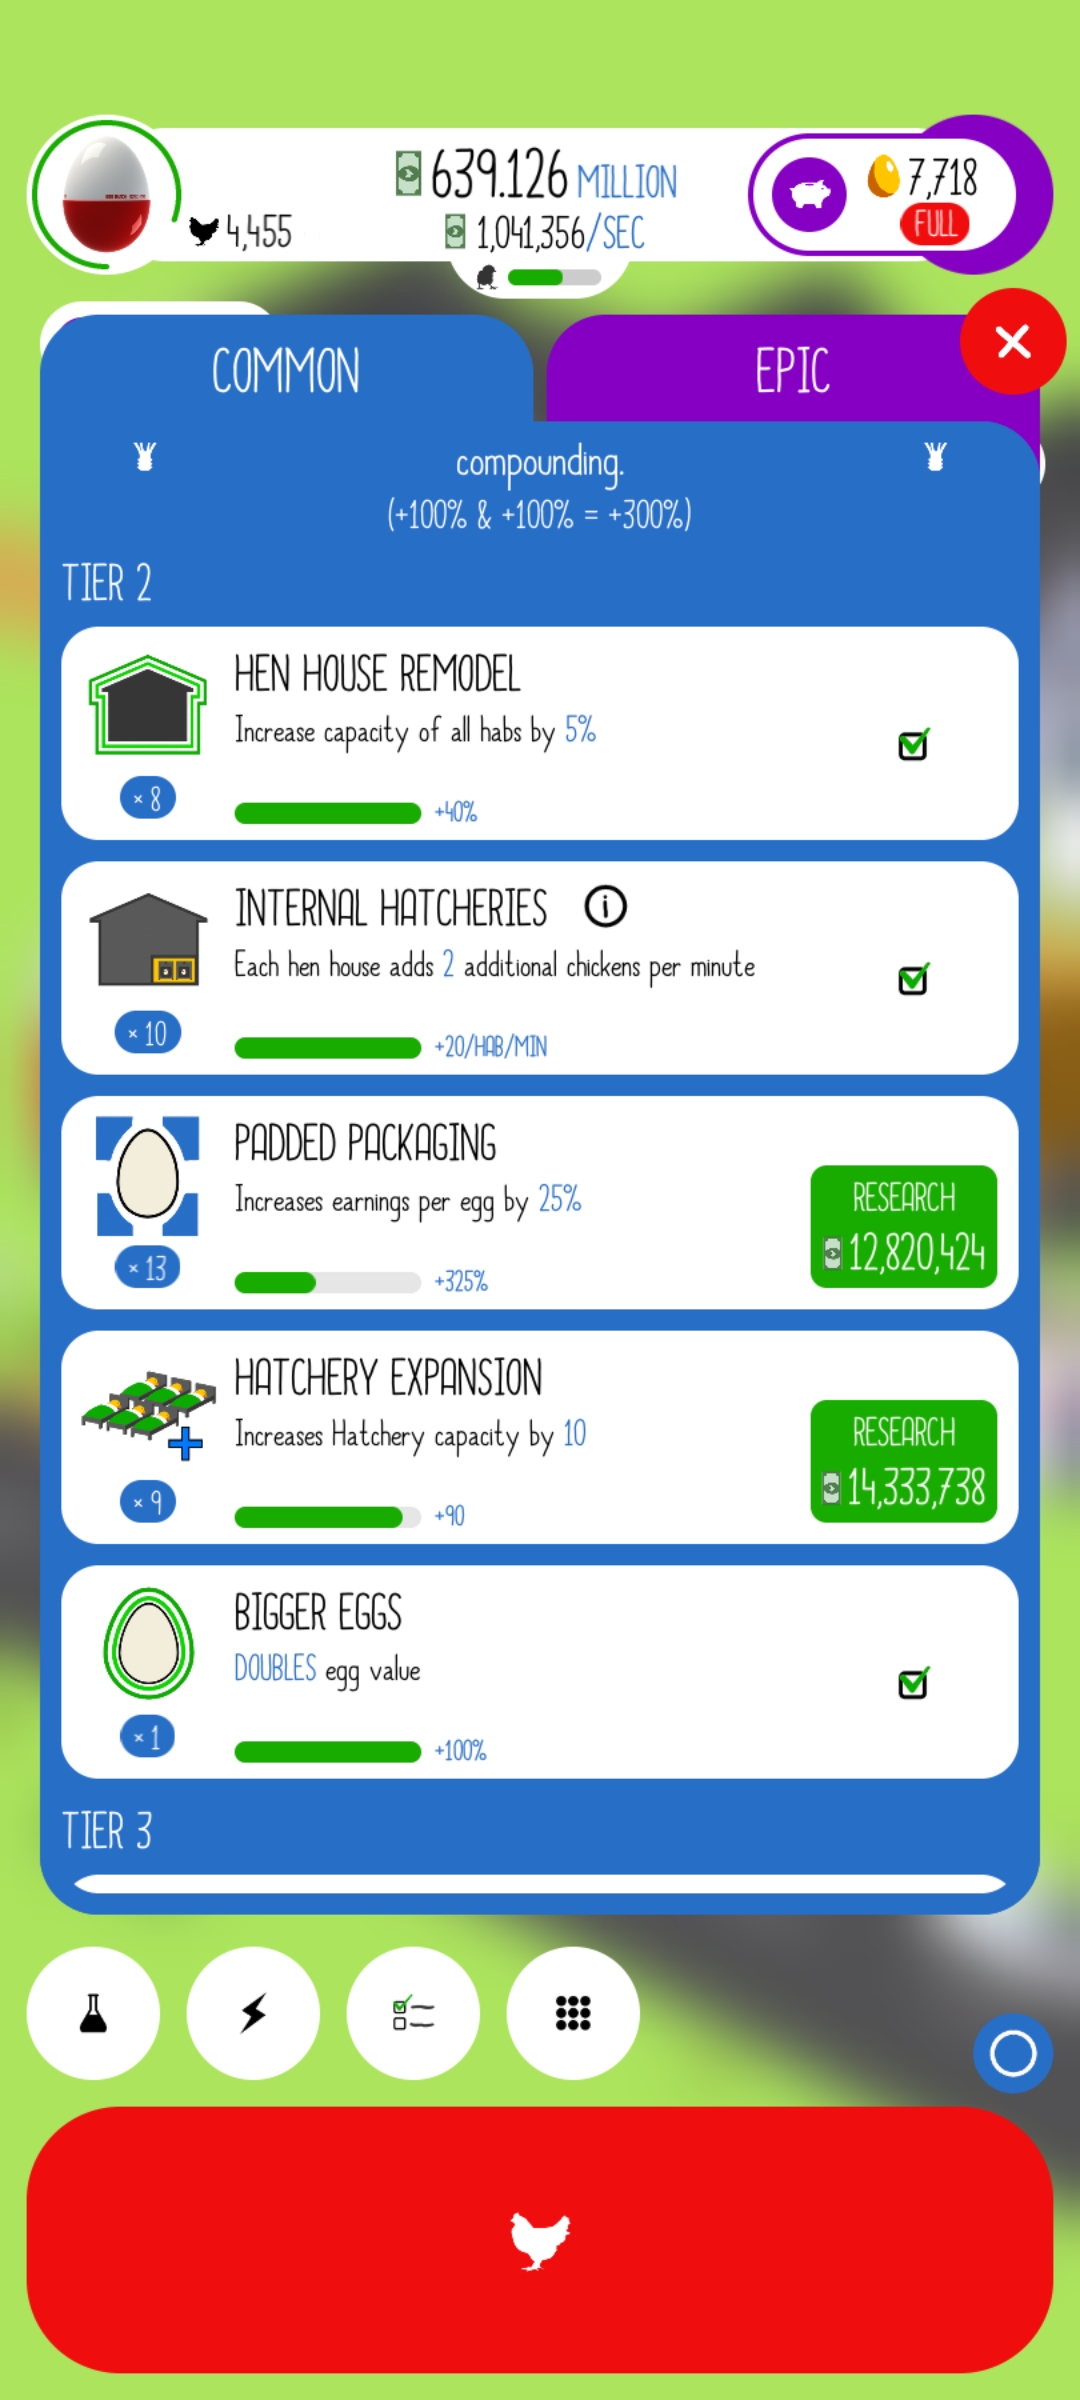 639.126 MILLION
4,455
1,041,356/SEC
7,718
FULL
COMMON
EPIC
compounding.
(+100% & +100% = +300%)
TIER 2
HEN HOUSE REMODEL
Increase capacity of all habs by 5%
× 8
+40%
INTERNAL HATCHERIES
Each hen house adds 2 additional chickens per minute
× 10
+20/HAB/MIN
PADDED PACKAGING
Increases earnings per egg by 25%
RESEARCH
12,820,424
× 13
+325%
HATCHERY EXPANSION
Increases Hatchery capacity by 10
RESEARCH
14,333,738
× 9
+90
BIGGER EGGS
DOUBLES egg value
× 1
+100%
TIER 3